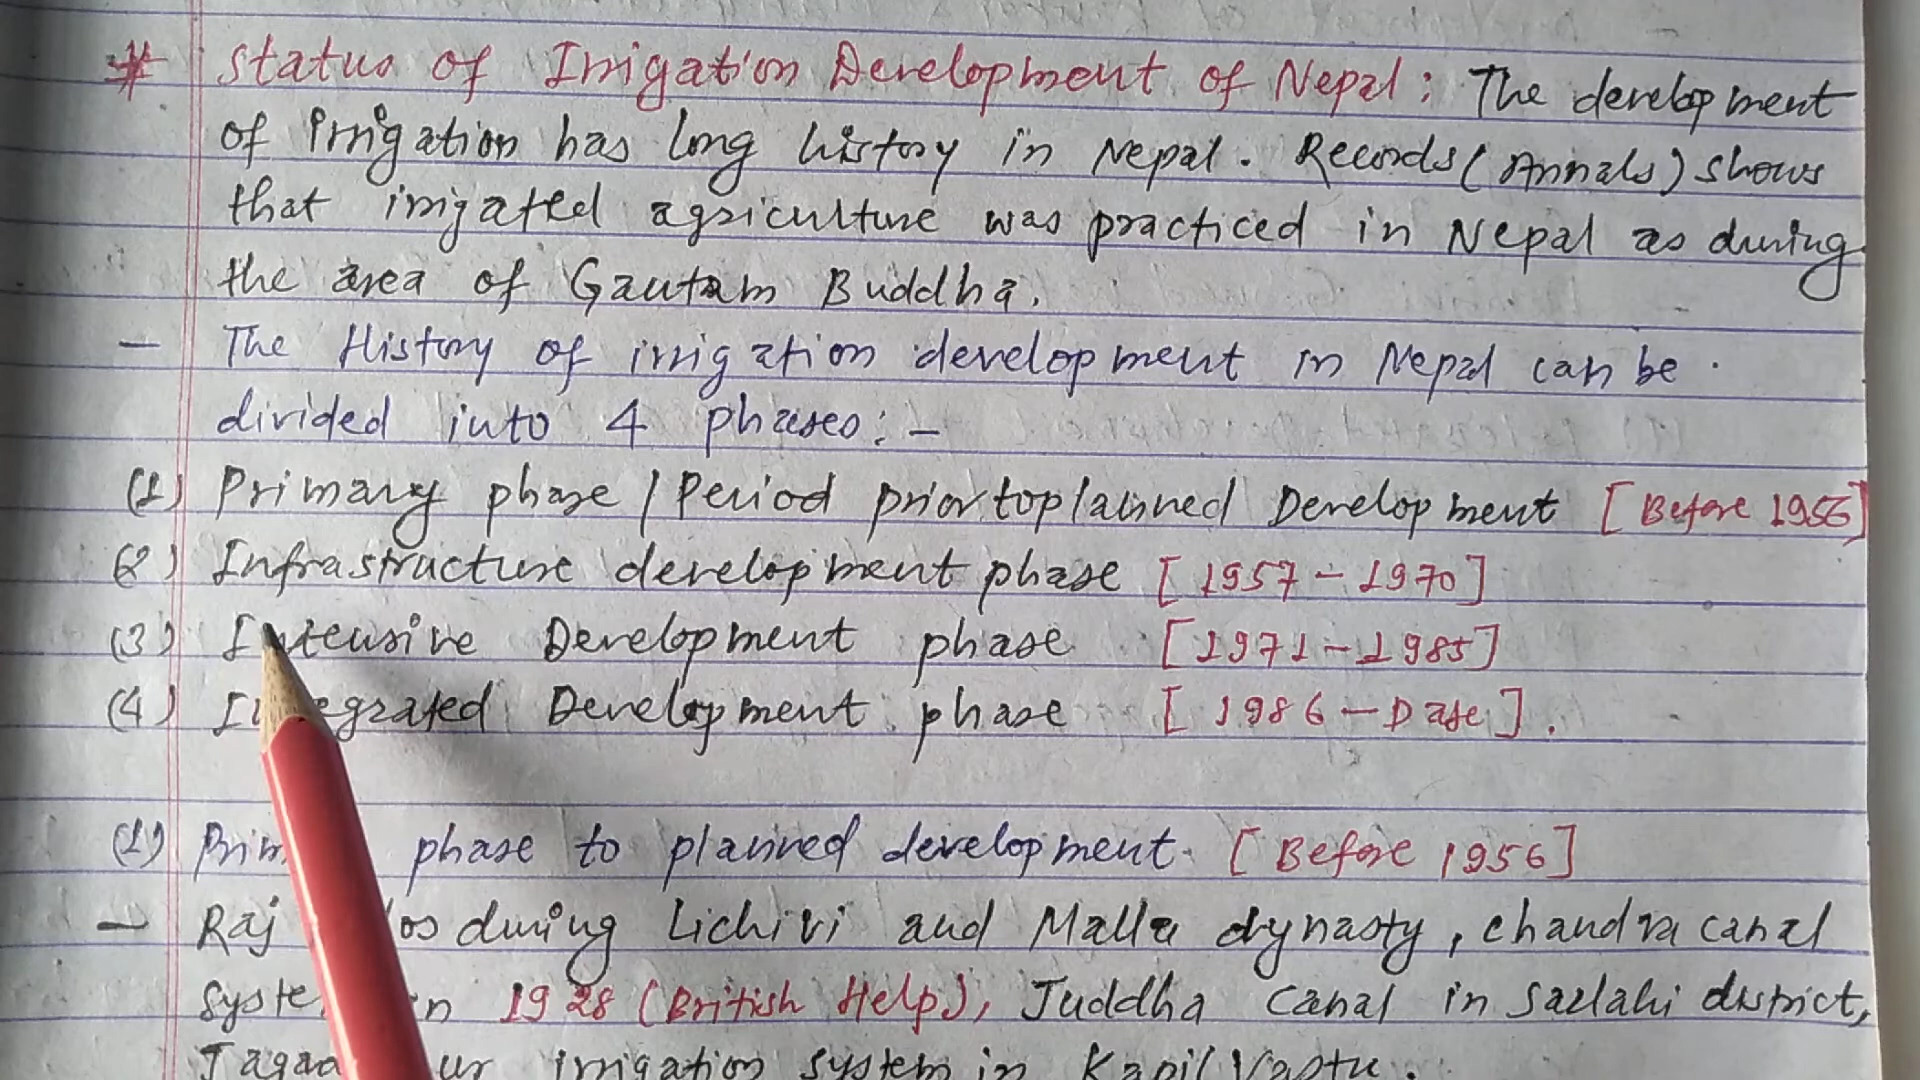 # Status of Irrigation Development of Nepal: The development
of irrigation has long history in Nepal. Records (Annals) shows
that irrigated agriculture was practiced in Nepal as during
the area of Gautam Buddha.
- The History of irrigation development in Nepal can be
divided into 4 phases:-
(1) Primary phase / Period prior to planned Development [Before 1956]
(2) Infrastructure development phase [1957-1970]
(3) Intensive Development phase [1971-1985]
(4) Development phase [1986-Date].
(1) phase to planned development. [Before 1956]
- Raj during Lichivi and Malla dynasty, chandra canal
1928 (British Help), Juddha Canal in Sarlahi district,
irrigation system in Kapil Vastu.